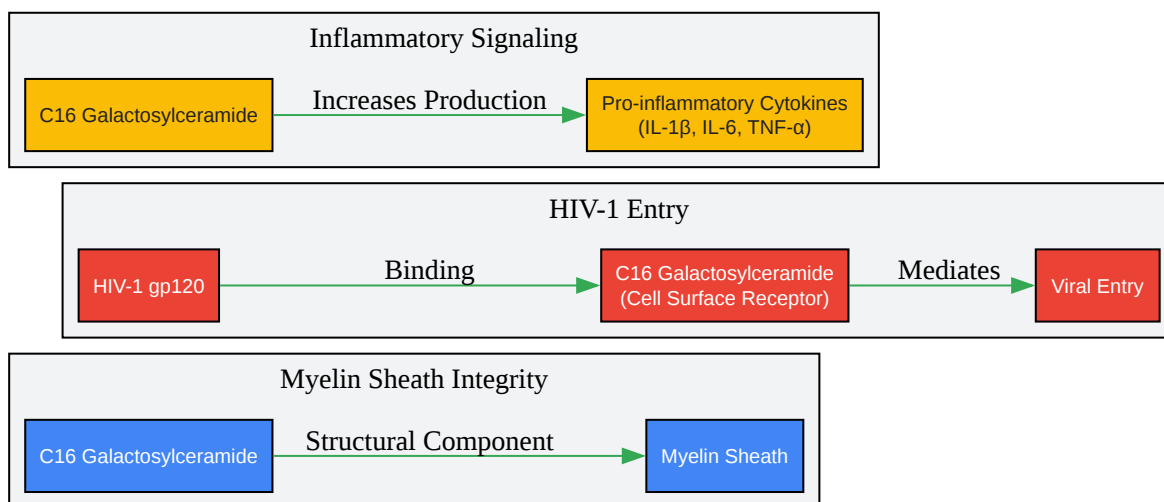 Inflammatory Signaling
C16 Galactosylceramide
Increases Production
Pro-inflammatory Cytokines
(IL-1β, IL-6, TNF-α)
HIV-1 Entry
HIV-1 gp120
Binding
C16 Galactosylceramide
(Cell Surface Receptor)
Mediates
Viral Entry
Myelin Sheath Integrity
C16 Galactosylceramide
Structural Component
Myelin Sheath